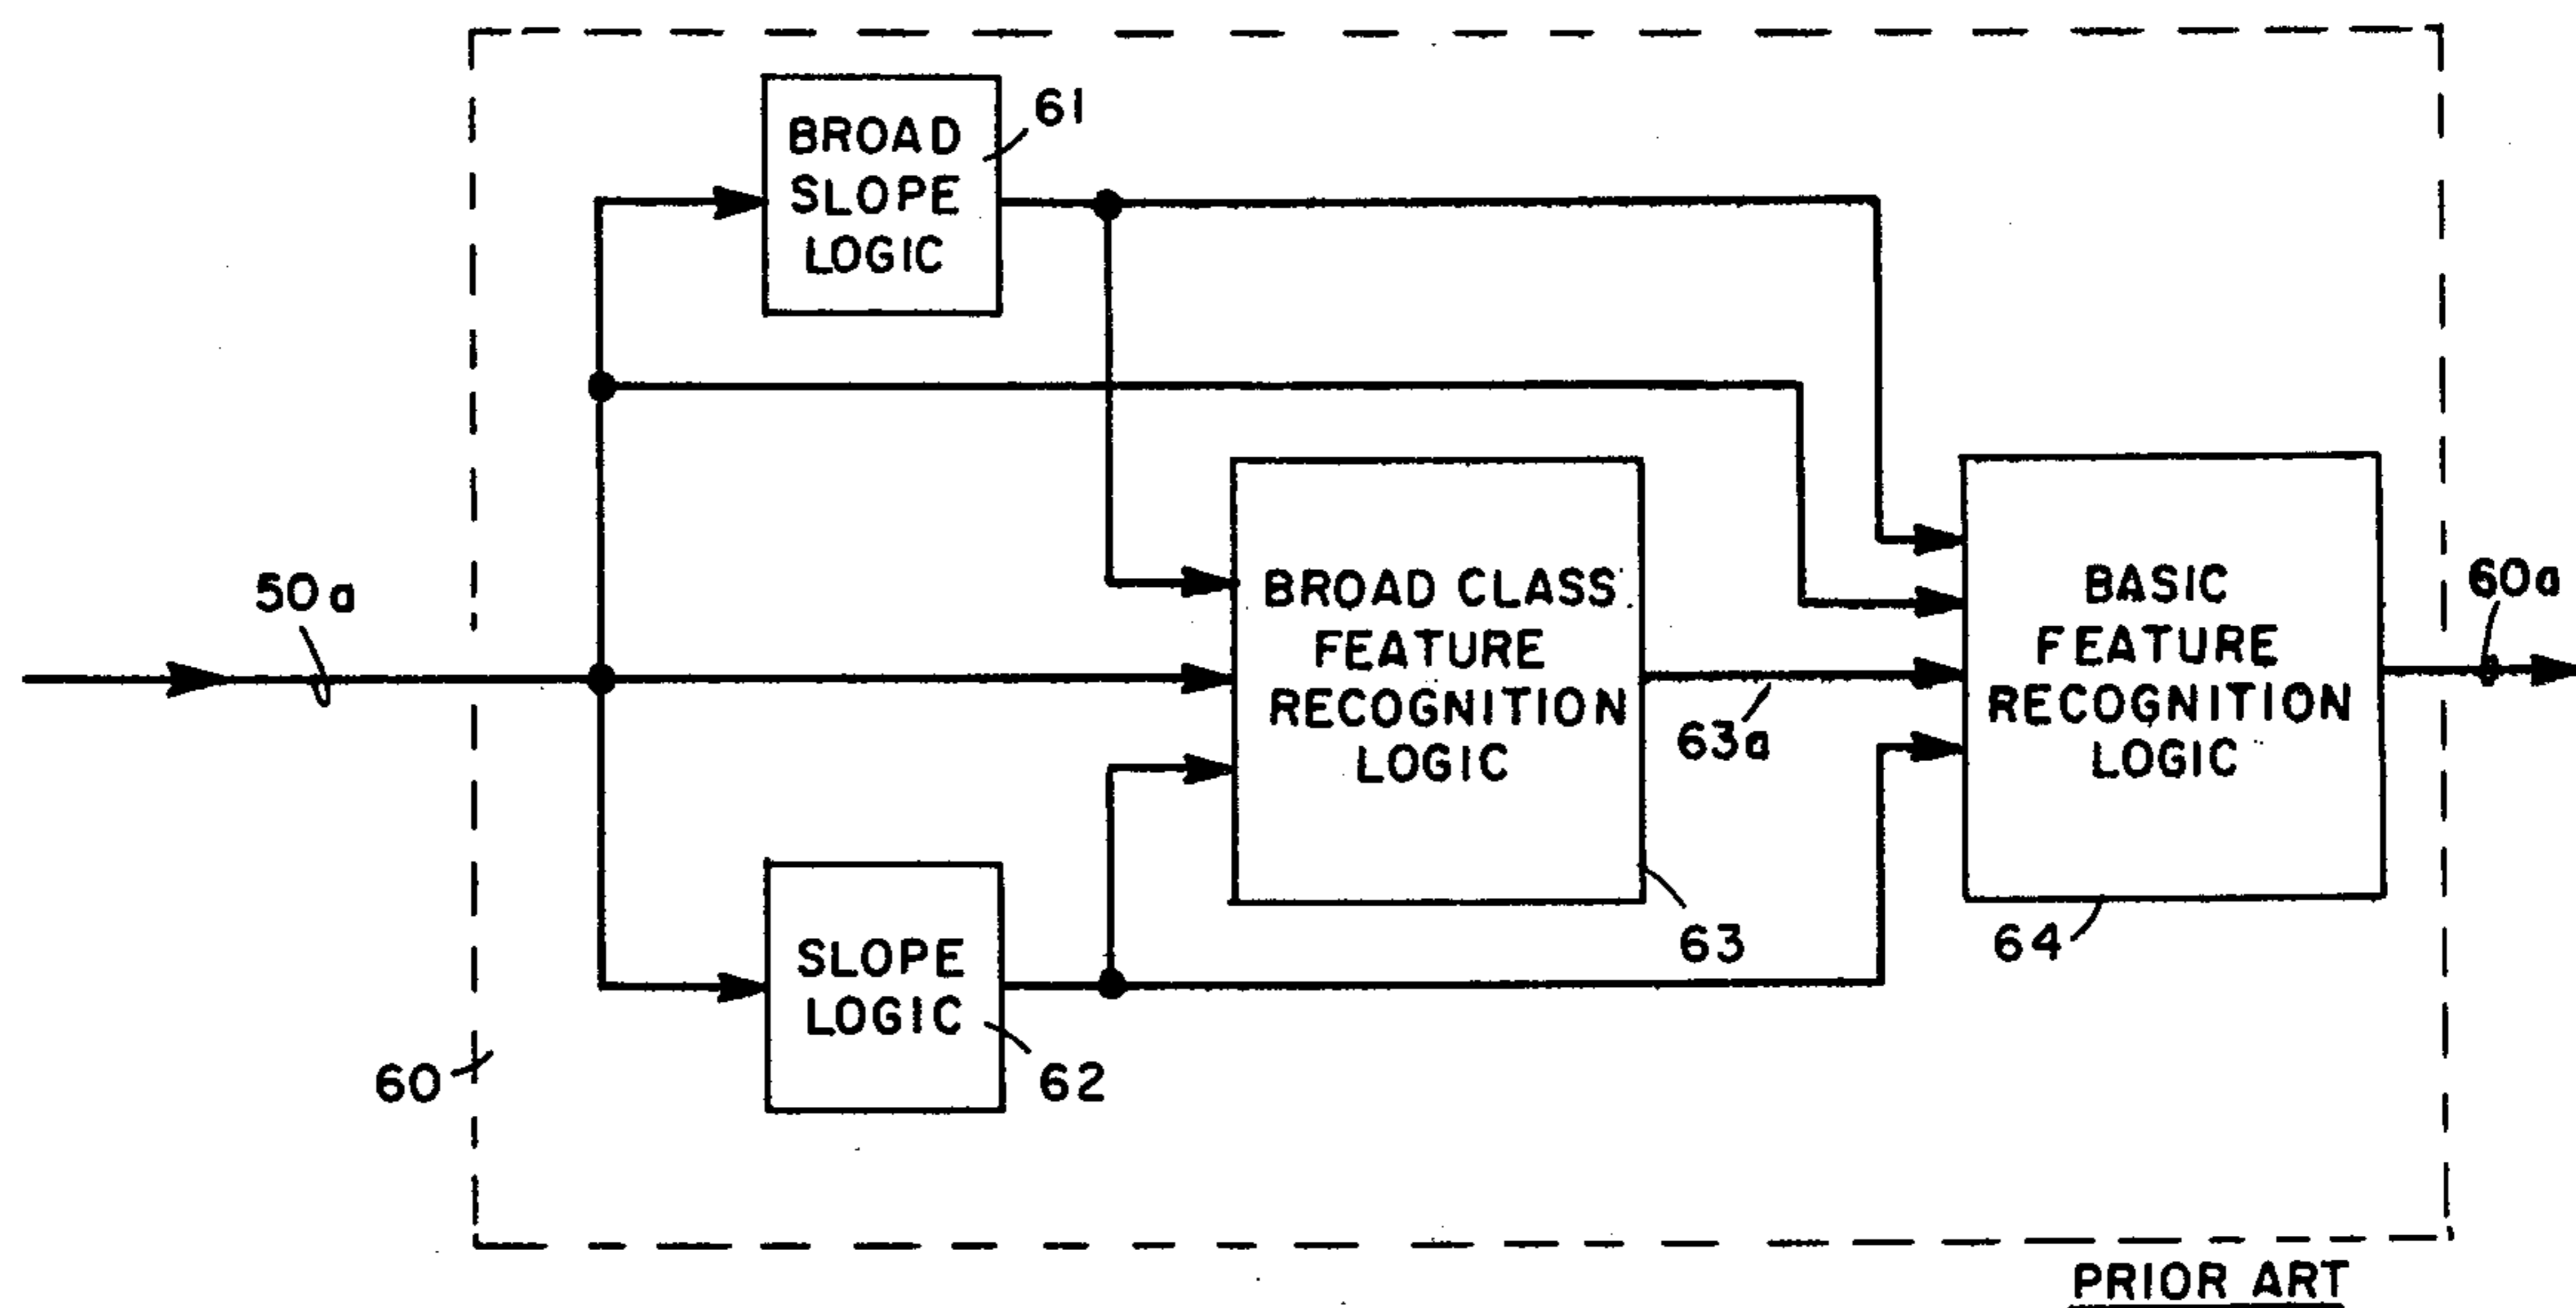 BROAD
SLOPE
LOGIC
61
50a
BROAD CLASS
FEATURE
RECOGNITION
LOGIC
63a
BASIC
FEATURE
RECOGNITION
LOGIC
60a
63
64
SLOPE
LOGIC
62
60
PRIOR ART